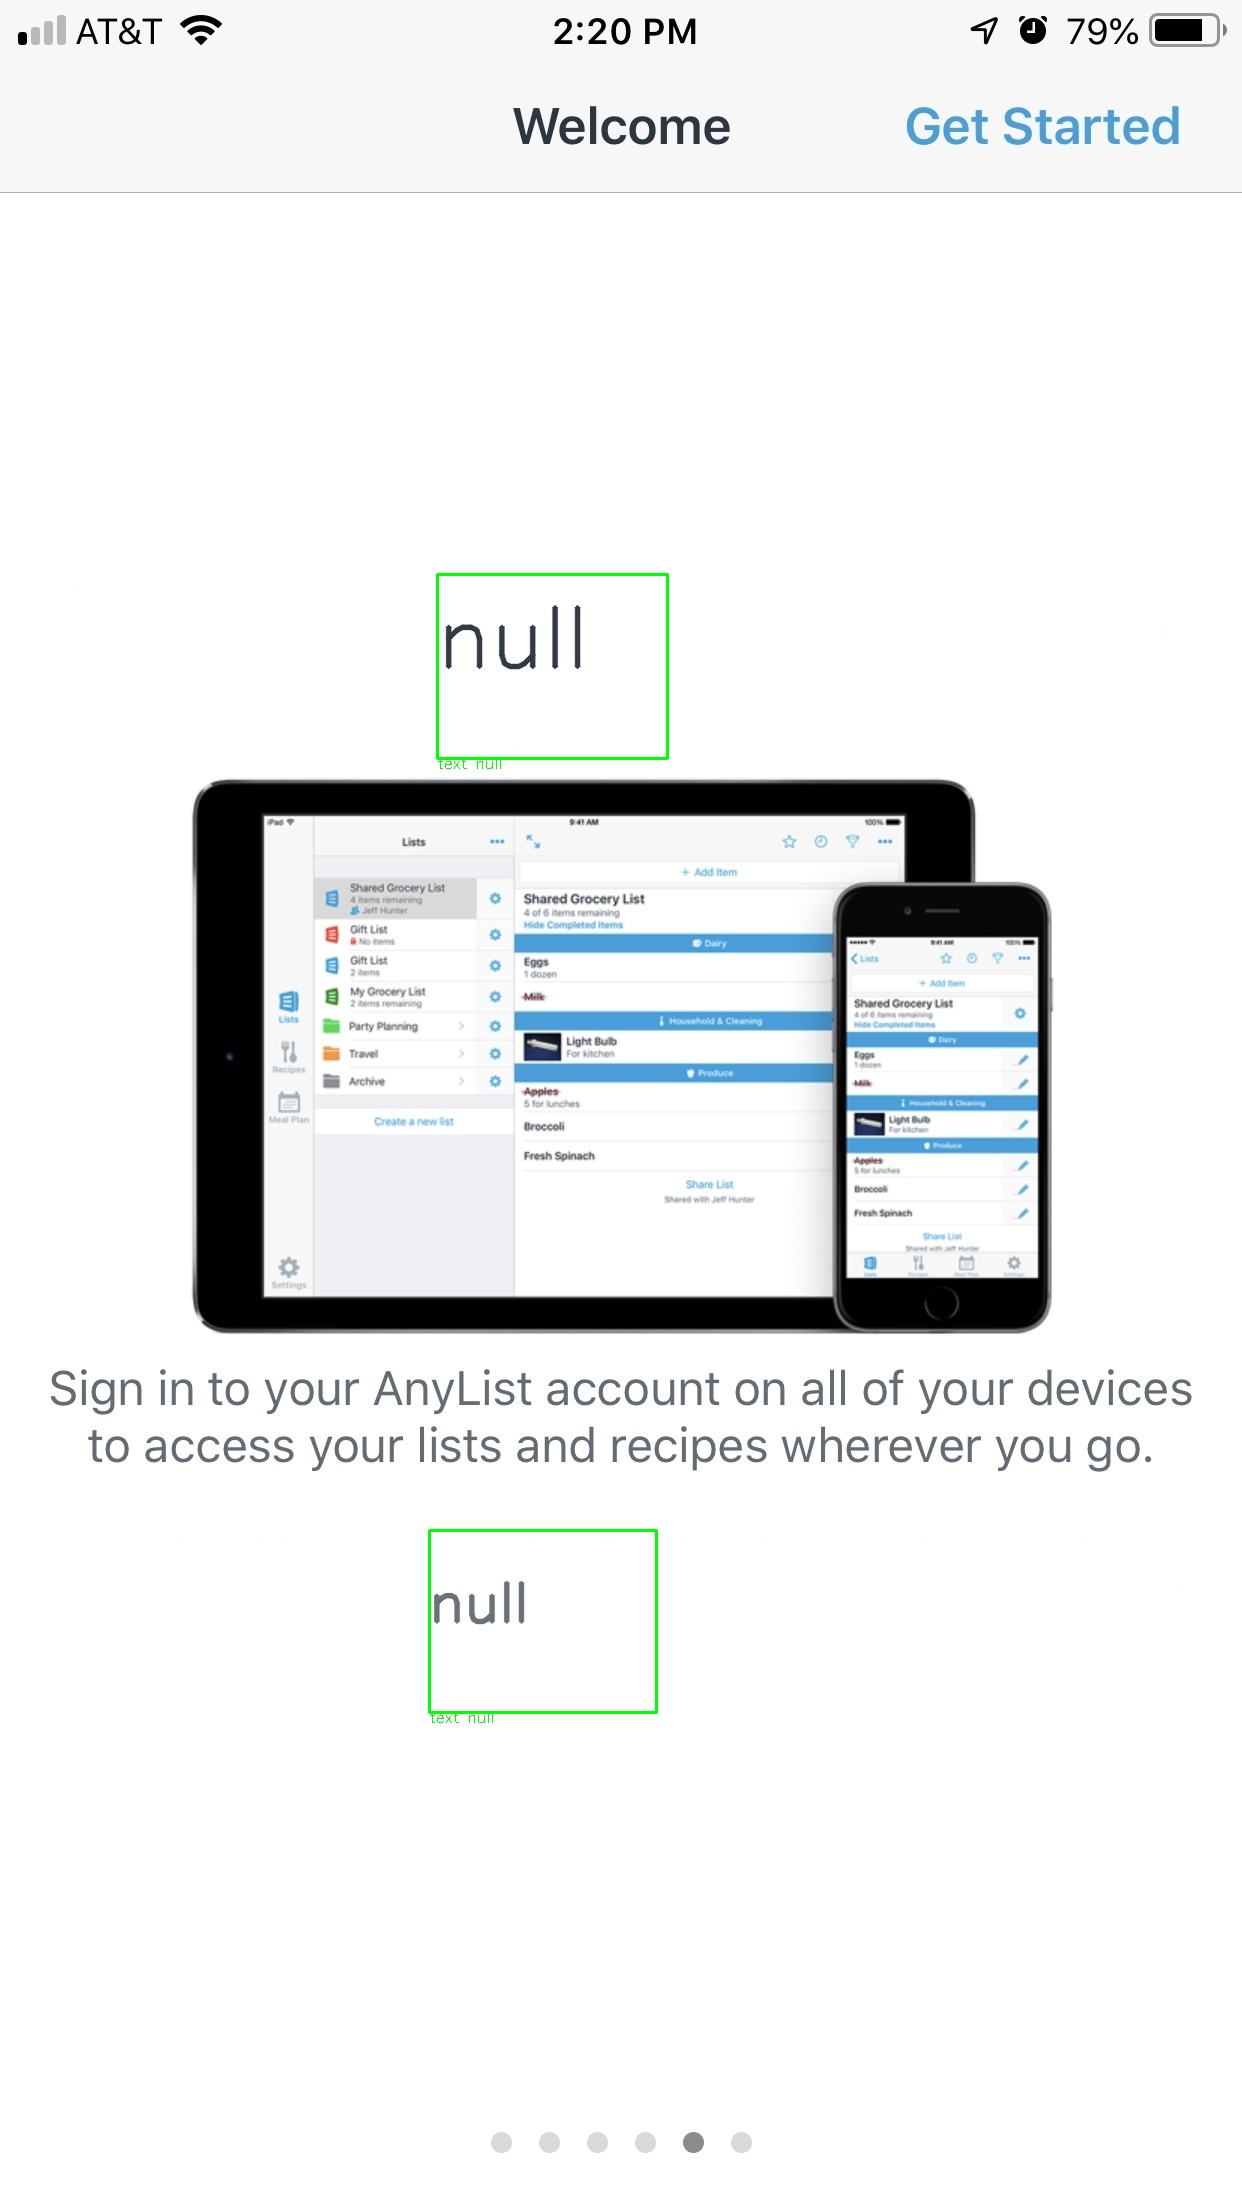 AT&T 2:20 PM 79%
Welcome Get Started
null
text null
iPad 9:41 AM 100%
Lists
+ Add Item
Shared Grocery List
4 items remaining
Jeff Hunter
Gift List
No items
Gift List
2 items
My Grocery List
2 items remaining
Party Planning
Travel
Archive
Create a new list
Lists
Recipes
Meal Plan
Settings
Shared Grocery List
4 of 6 items remaining
Hide Completed Items
Dairy
Eggs
1 dozen
Milk
Household & Cleaning
Light Bulb
For kitchen
Produce
Apples
5 for lunches
Broccoli
Fresh Spinach
Share List
Shared with Jeff Hunter
9:41 AM 100%
Lists
+ Add Item
Shared Grocery List
4 of 6 items remaining
Hide Completed Items
Dairy
Eggs
1 dozen
Milk
Household & Cleaning
Light Bulb
For kitchen
Produce
Apples
5 for lunches
Broccoli
Fresh Spinach
Share List
Shared with Jeff Hunter
Lists Recipes Meal Plan Settings
Sign in to your AnyList account on all of your devices
to access your lists and recipes wherever you go.
null
text null